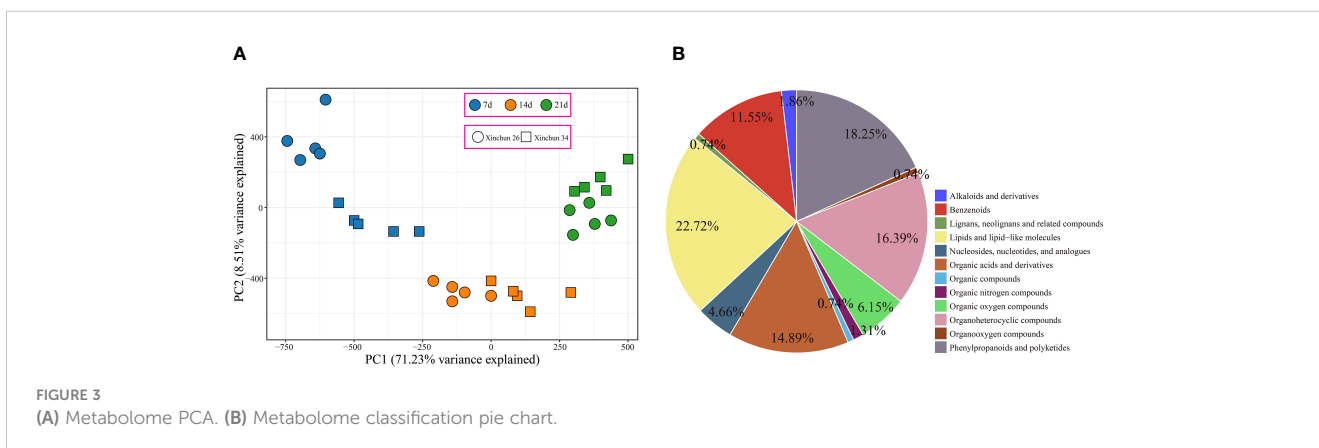 A
B
7d 14d 21d
Xinchun 26 Xinchun 34
400
0
−400
PC2 (8.51% variance explained)
−750 −500 −250 0 250 500
PC1 (71.23% variance explained)
1.86%
11.55%
18.25%
0.74%
0.74%
22.72%
16.39%
4.66%
14.89%
0.74%
6.15%
1.31%
Alkaloids and derivatives
Benzenoids
Lignans, neolignans and related compounds
Lipids and lipid−like molecules
Nucleosides, nucleotides, and analogues
Organic acids and derivatives
Organic compounds
Organic nitrogen compounds
Organic oxygen compounds
Organoheterocyclic compounds
Organooxygen compounds
Phenylpropanoids and polyketides
FIGURE 3
(A) Metabolome PCA. (B) Metabolome classification pie chart.